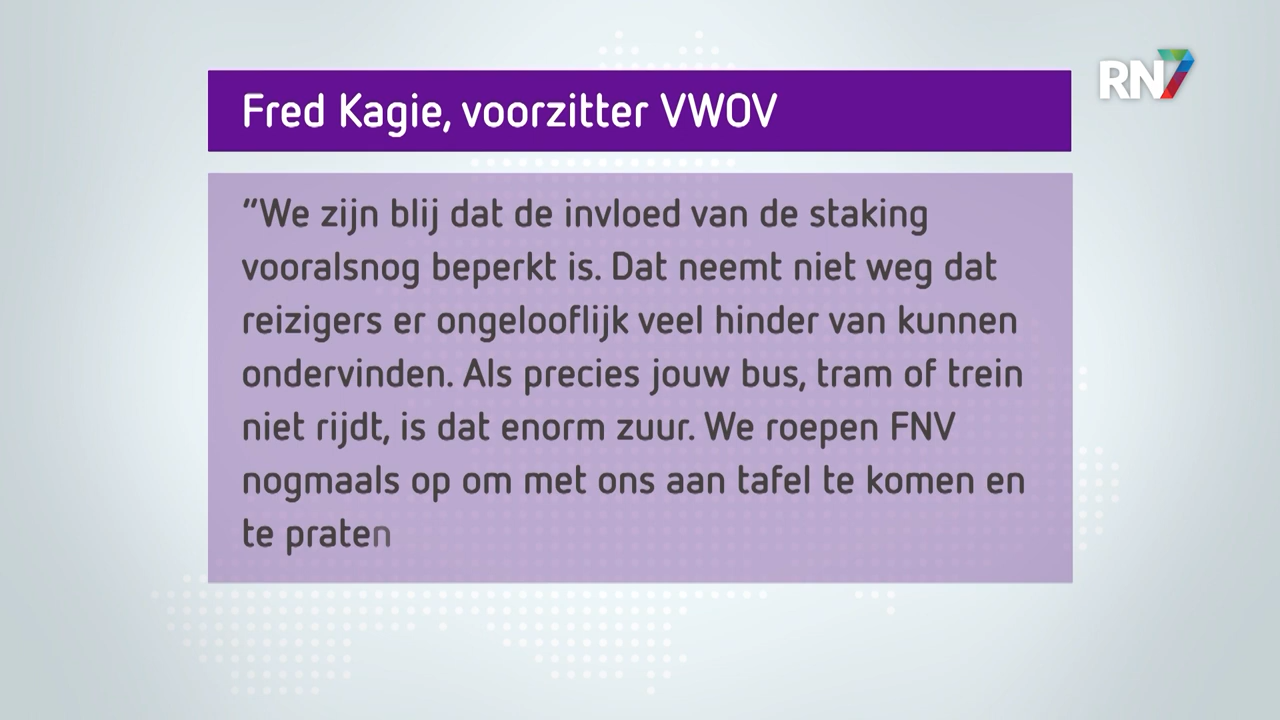 RN7
Fred Kagie, voorzitter VWOV
“We zijn blij dat de invloed van de staking
vooralsnog beperkt is. Dat neemt niet weg dat
reizigers er ongelooflijk veel hinder van kunnen
ondervinden. Als precies jouw bus, tram of trein
niet rijdt, is dat enorm zuur. We roepen FNV
nogmaals op om met ons aan tafel te komen en
te praten